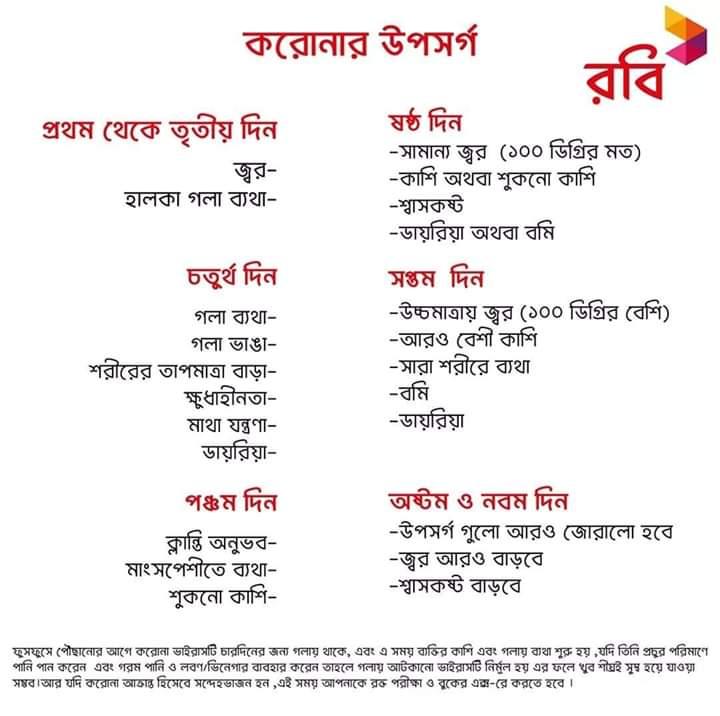 করোনার উপসর্গ
রবি
প্রথম থেকে তৃতীয় দিন
জ্বর-
হালকা গলা ব্যথা-
চতুর্থ দিন
গলা ব্যথা-
গলা ভাঙা-
শরীরের তাপমাত্রা বাড়া-
ক্ষুধাহীনতা-
মাথা যন্ত্রণা-
ডায়রিয়া-
পঞ্চম দিন
ক্লান্তি অনুভব-
মাংসপেশীতে ব্যথা-
শুকনো কাশি-
ষষ্ঠ দিন
-সামান্য জ্বর (১০০ ডিগ্রির মত)
-কাশি অথবা শুকনো কাশি
-শ্বাসকষ্ট
-ডায়রিয়া অথবা বমি
সপ্তম দিন
-উচ্চমাত্রায় জ্বর (১০০ ডিগ্রির বেশি)
-আরও বেশী কাশি
-সারা শরীরে ব্যথা
-বমি
-ডায়রিয়া
অষ্টম ও নবম দিন
-উপসর্গ গুলো আরও জোরালো হবে
-জ্বর আরও বাড়বে
-শ্বাসকষ্ট বাড়বে
ফুসফুসে পৌঁছানোর আগে করোনা ভাইরাসটি চারদিনের জন্য গলায় থাকে, এবং এ সময় ব্যক্তির কাশি এবং গলায় ব্যথা শুরু হয় ,যদি তিনি প্রচুর পরিমাণে
পানি পান করেন এবং গরম পানি ও লবণ/ভিনেগার ব্যবহার করেন তাহলে গলায় আটকানো ভাইরাসটি নির্মূল হয় এর ফলে খুব শীঘ্রই সুস্থ হয়ে যাওয়া
সম্ভব।আর যদি করোনা আক্রান্ত হিসেবে সন্দেহভাজন হন ,এই সময় আপনাকে রক্ত পরীক্ষা ও বুকের এক্স-রে করতে হবে ।